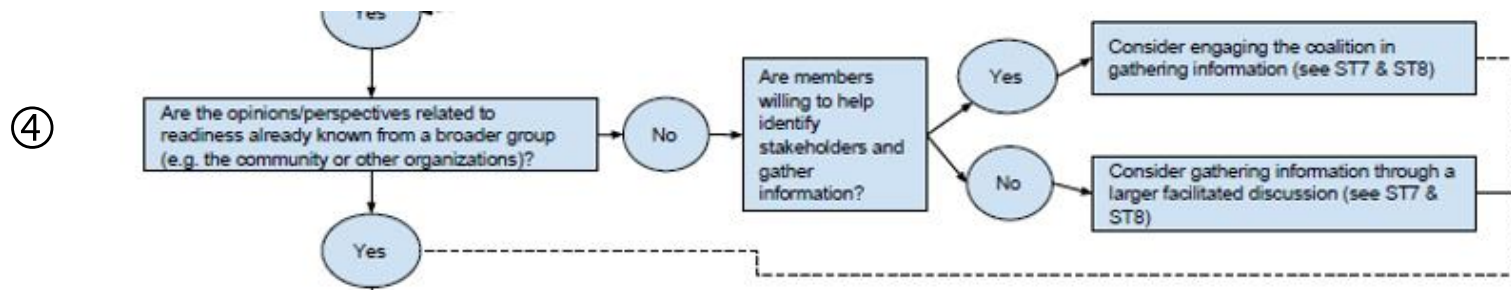 Yes
④
Are the opinions/perspectives related to
readiness already known from a broader group
(e.g. the community or other organizations)?
No
Are members
willing to help
identify
stakeholders and
gather
information?
Yes
Consider engaging the coalition in
gathering information (see ST7 & ST8)
No
Consider gathering information through a
larger facilitated discussion (see ST7 &
ST8)
Yes